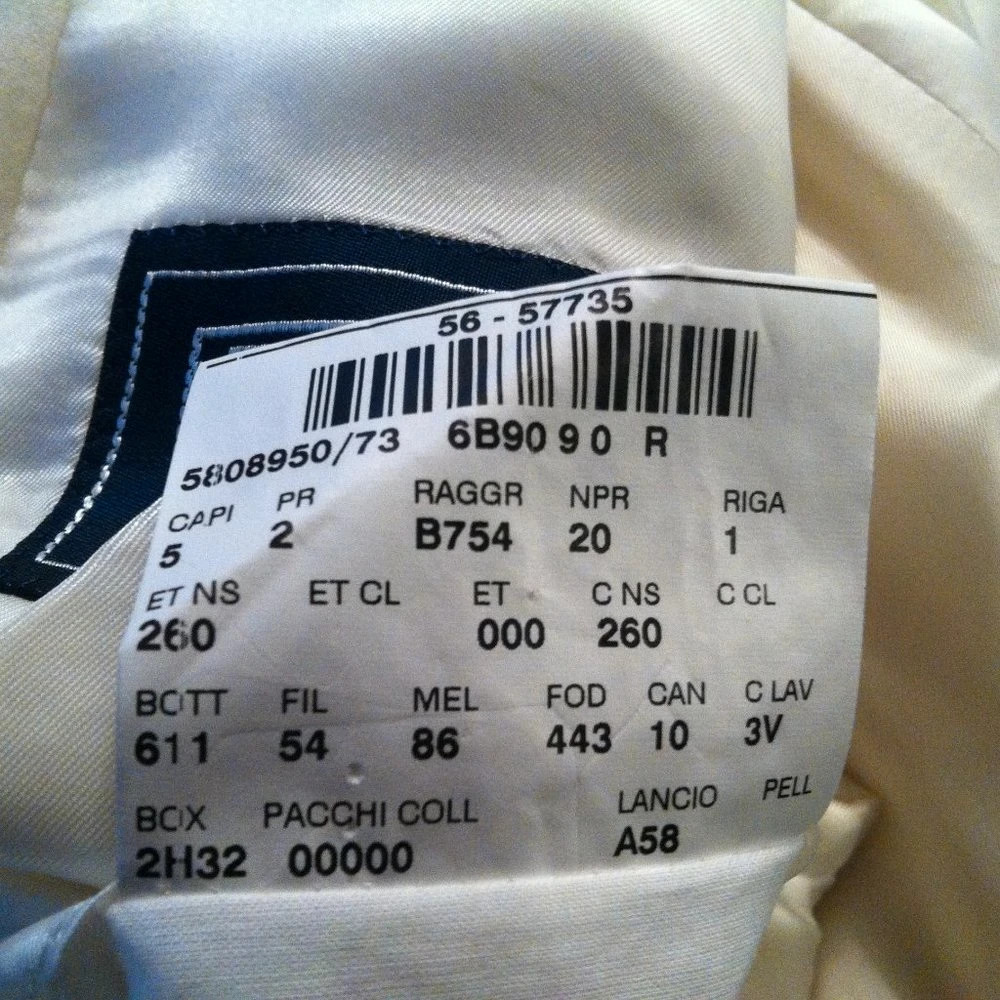 56 - 57735
5808950/73 6B90 9 0 R
CAPI PR RAGGR NPR RIGA
5 2 B754 20 1
ET NS ET CL ET C NS C CL
260 000 260
BOTT FIL MEL FOD CAN C LAV
611 54 86 443 10 3V
BOX PACCHI COLL LANCIO PELL
2H32 00000 A58